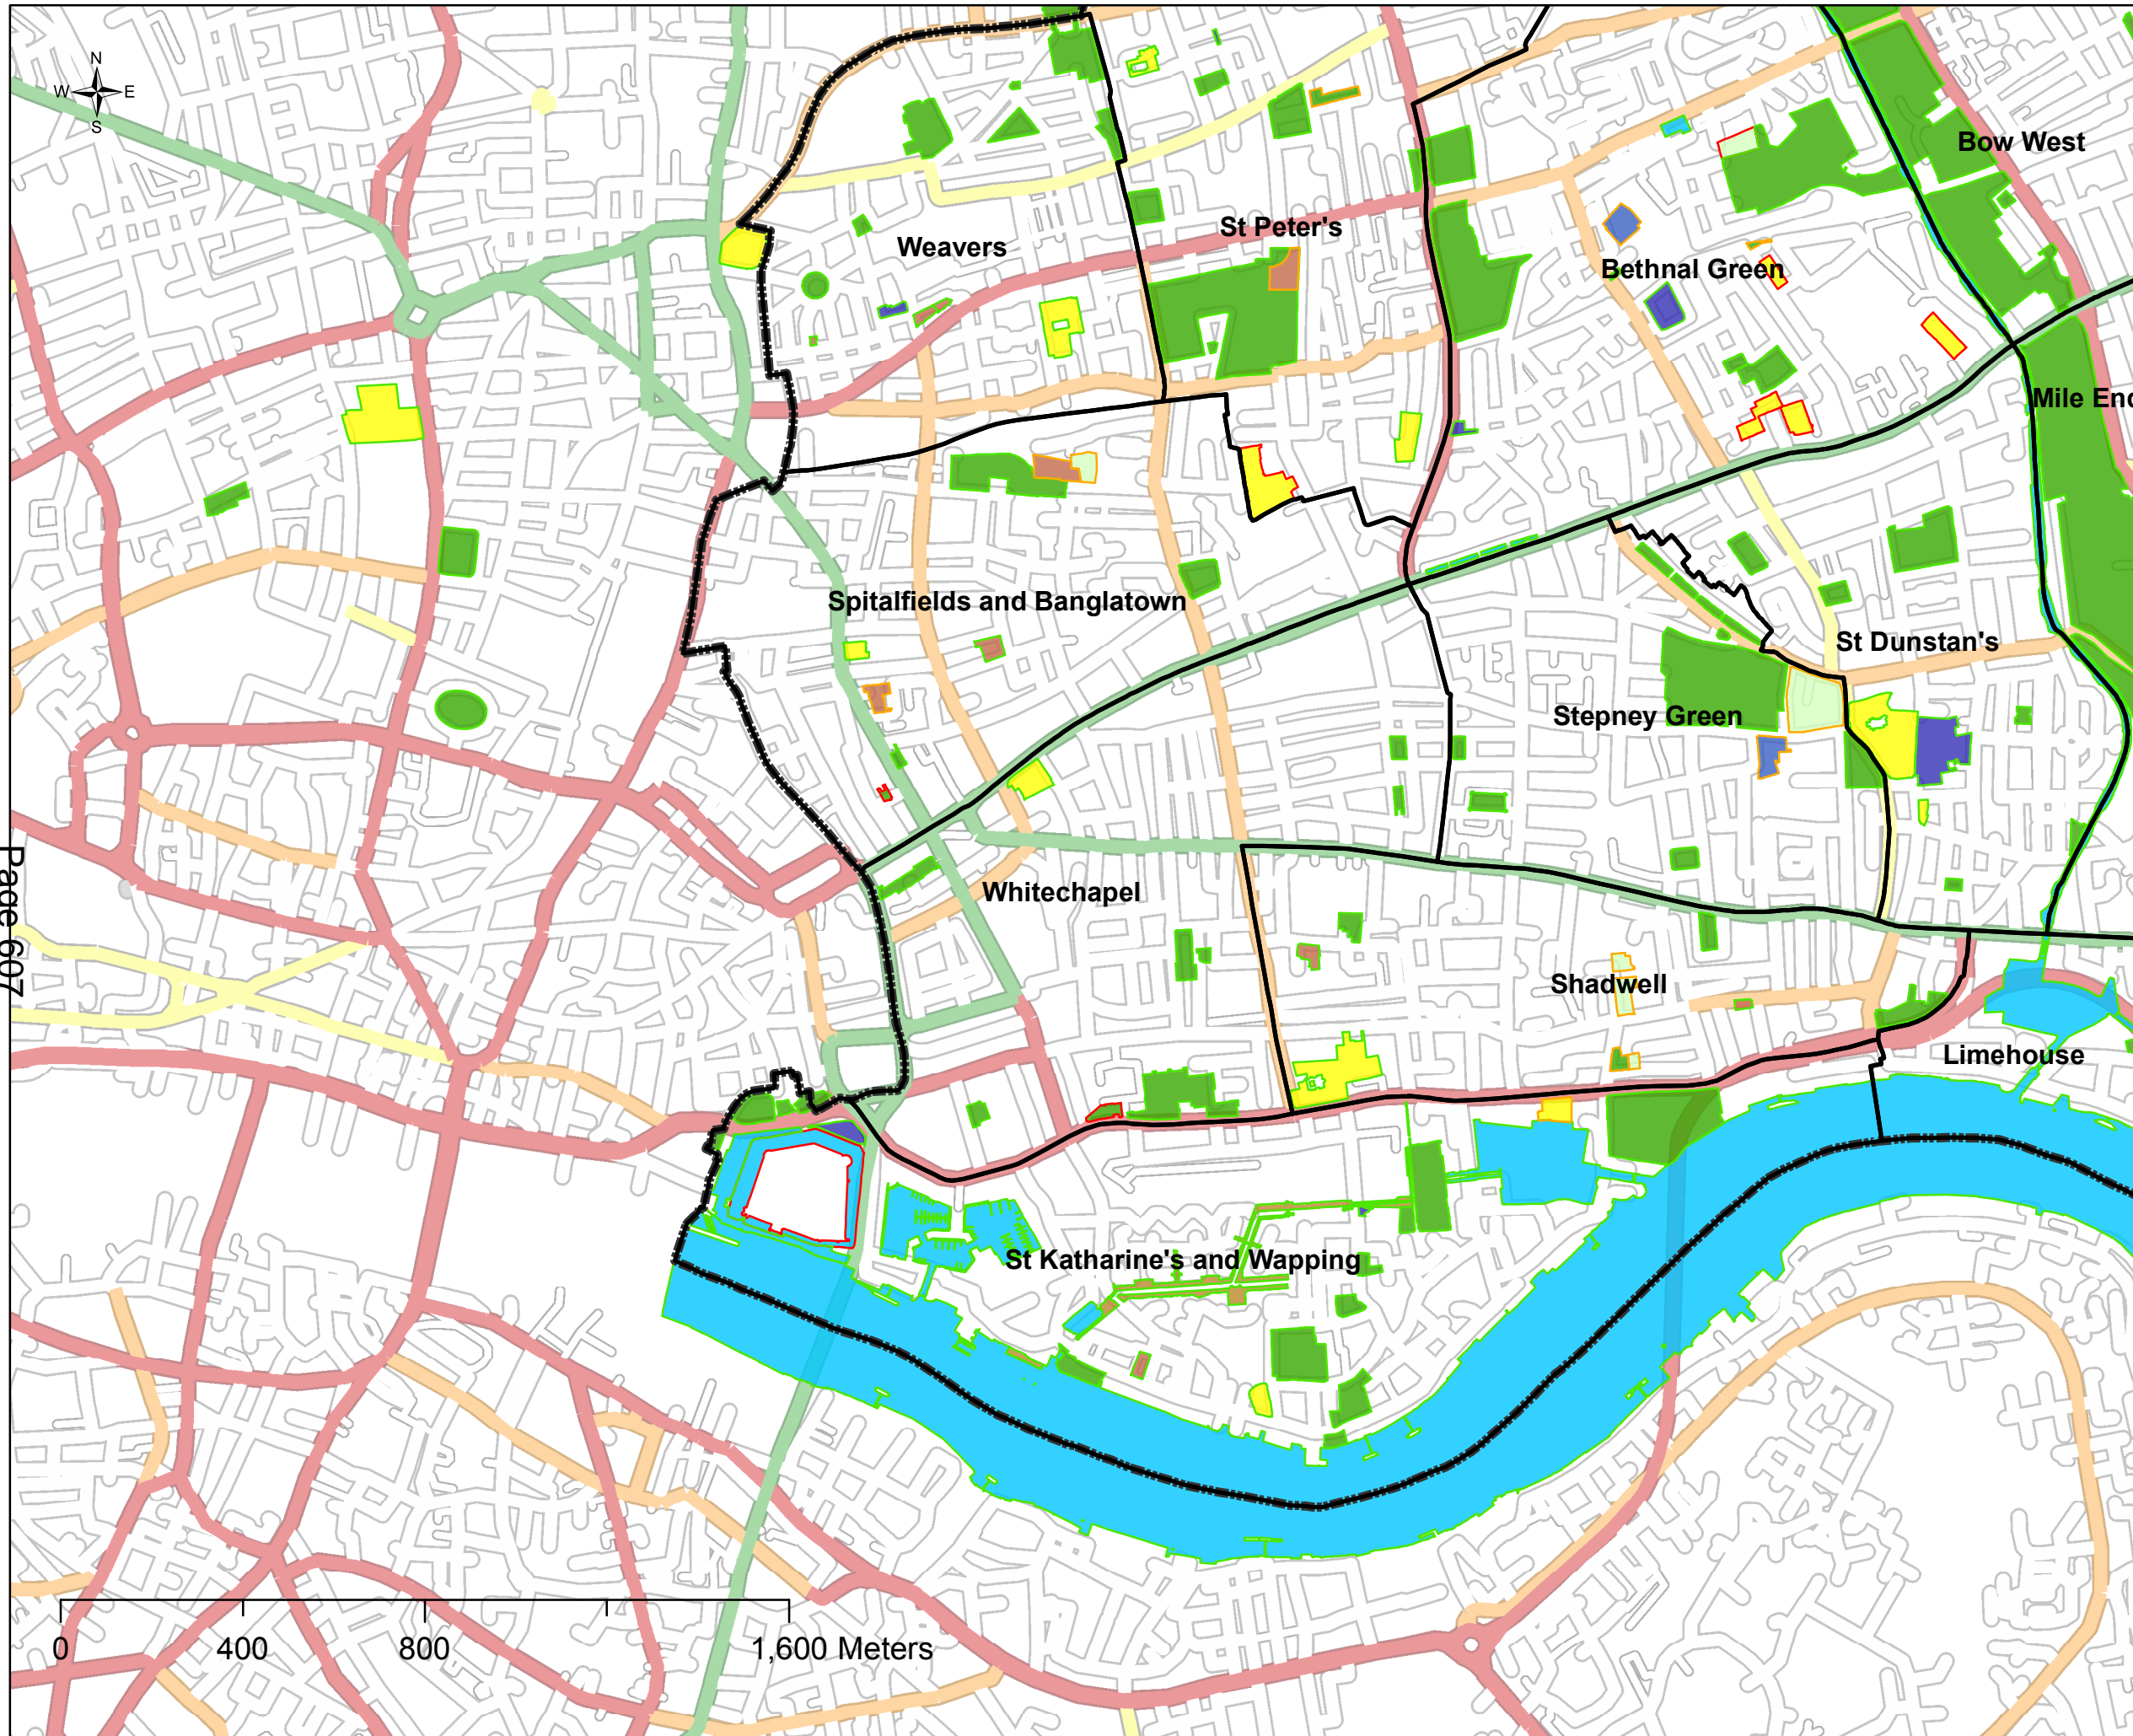 N
W E
S
Bow West
St Peter's
Weavers
Bethnal Green
Mile End
Spitalfields and Banglatown
St Dunstan's
Stepney Green
Page 607
Whitechapel
Shadwell
Limehouse
St Katharine's and Wapping
0 400 800 1,600 Meters